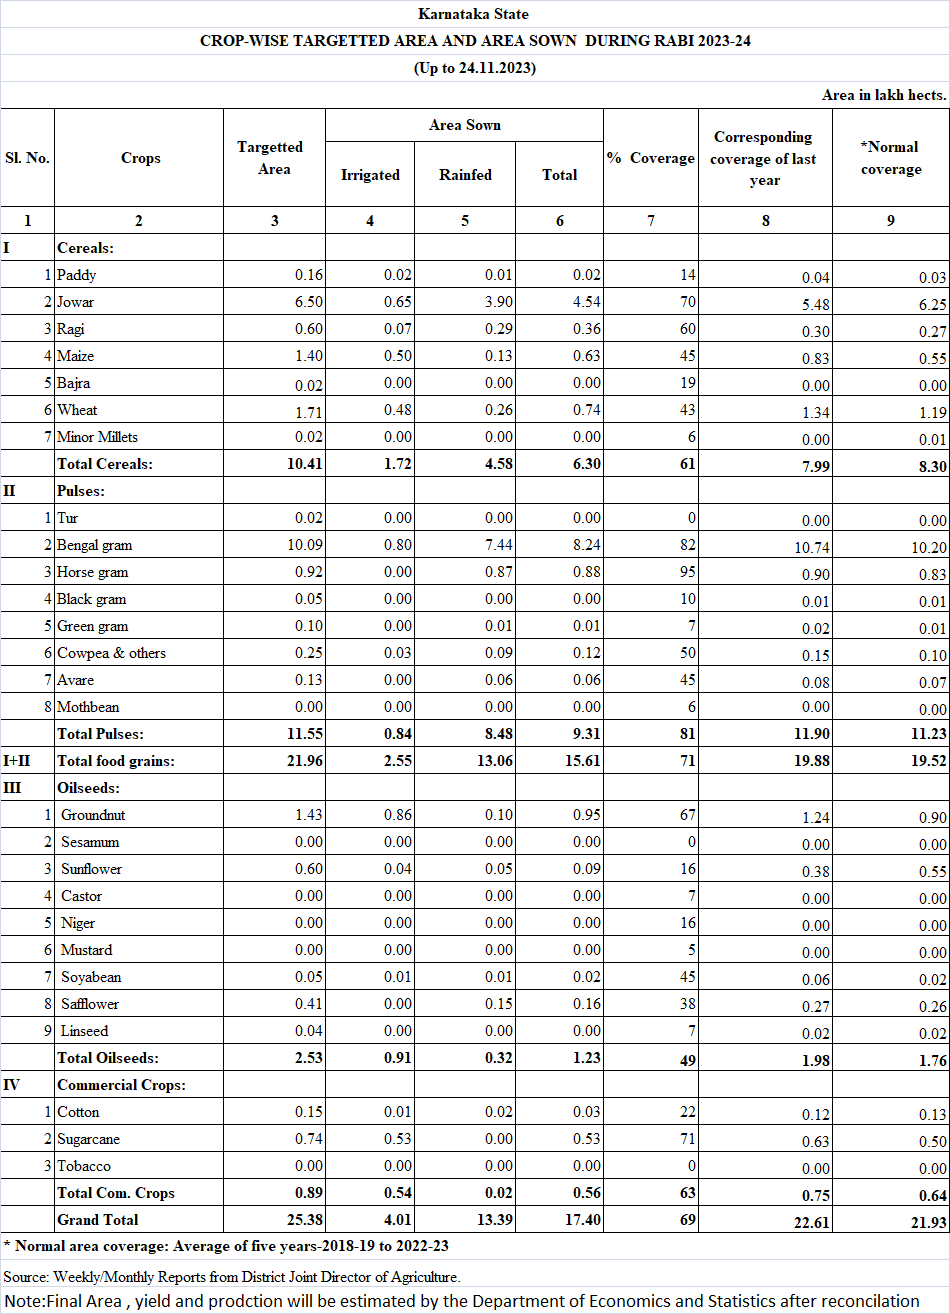 Karnataka State
CROP-WISE TARGETTED AREA AND AREA SOWN DURING RABI 2023-24
(Up to 24.11.2023)
Area in lakh hects.
Sl. No. Crops Targetted Area Area Sown % Coverage Corresponding coverage of last year *Normal coverage
Irrigated Rainfed Total
1 2 3 4 5 6 7 8 9
I Cereals:
1 Paddy 0.16 0.02 0.01 0.02 14 0.04 0.03
2 Jowar 6.50 0.65 3.90 4.54 70 5.48 6.25
3 Ragi 0.60 0.07 0.29 0.36 60 0.30 0.27
4 Maize 1.40 0.50 0.13 0.63 45 0.83 0.55
5 Bajra 0.02 0.00 0.00 0.00 19 0.00 0.00
6 Wheat 1.71 0.48 0.26 0.74 43 1.34 1.19
7 Minor Millets 0.02 0.00 0.00 0.00 6 0.00 0.01
Total Cereals: 10.41 1.72 4.58 6.30 61 7.99 8.30
II Pulses:
1 Tur 0.02 0.00 0.00 0.00 0 0.00 0.00
2 Bengal gram 10.09 0.80 7.44 8.24 82 10.74 10.20
3 Horse gram 0.92 0.00 0.87 0.88 95 0.90 0.83
4 Black gram 0.05 0.00 0.00 0.00 10 0.01 0.01
5 Green gram 0.10 0.00 0.01 0.01 7 0.02 0.01
6 Cowpea & others 0.25 0.03 0.09 0.12 50 0.15 0.10
7 Avare 0.13 0.00 0.06 0.06 45 0.08 0.07
8 Mothbean 0.00 0.00 0.00 0.00 6 0.00 0.00
Total Pulses: 11.55 0.84 8.48 9.31 81 11.90 11.23
I+II Total food grains: 21.96 2.55 13.06 15.61 71 19.88 19.52
III Oilseeds:
1 Groundnut 1.43 0.86 0.10 0.95 67 1.24 0.90
2 Sesamum 0.00 0.00 0.00 0.00 0 0.00 0.00
3 Sunflower 0.60 0.04 0.05 0.09 16 0.38 0.55
4 Castor 0.00 0.00 0.00 0.00 7 0.00 0.00
5 Niger 0.00 0.00 0.00 0.00 16 0.00 0.00
6 Mustard 0.00 0.00 0.00 0.00 5 0.00 0.00
7 Soyabean 0.05 0.01 0.01 0.02 45 0.06 0.02
8 Safflower 0.41 0.00 0.15 0.16 38 0.27 0.26
9 Linseed 0.04 0.00 0.00 0.00 7 0.02 0.02
Total Oilseeds: 2.53 0.91 0.32 1.23 49 1.98 1.76
IV Commercial Crops:
1 Cotton 0.15 0.01 0.02 0.03 22 0.12 0.13
2 Sugarcane 0.74 0.53 0.00 0.53 71 0.63 0.50
3 Tobacco 0.00 0.00 0.00 0.00 0 0.00 0.00
Total Com. Crops 0.89 0.54 0.02 0.56 63 0.75 0.64
Grand Total 25.38 4.01 13.39 17.40 69 22.61 21.93
* Normal area coverage: Average of five years-2018-19 to 2022-23
Source: Weekly/Monthly Reports from District Joint Director of Agriculture.
Note:Final Area , yield and prodction will be estimated by the Department of Economics and Statistics after reconcilation